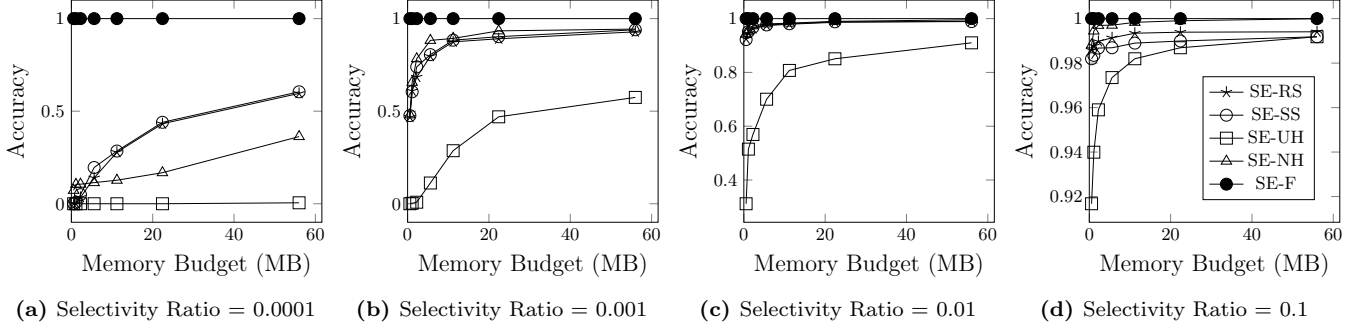 1
0.5
0
Accuracy
0 20 40 60
Memory Budget (MB)
(a) Selectivity Ratio = 0.0001
1
0.5
0
Accuracy
0 20 40 60
Memory Budget (MB)
(b) Selectivity Ratio = 0.001
1
0.8
0.6
0.4
Accuracy
0 20 40 60
Memory Budget (MB)
(c) Selectivity Ratio = 0.01
1
0.98
0.96
0.94
0.92
Accuracy
SE-RS
SE-SS
SE-UH
SE-NH
SE-F
0 20 40 60
Memory Budget (MB)
(d) Selectivity Ratio = 0.1